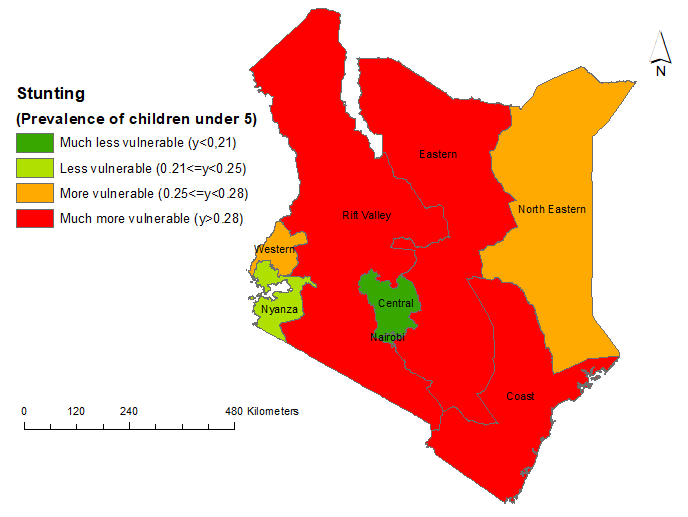 N
Stunting
(Prevalence of children under 5)
Much less vulnerable (y<0,21)
Less vulnerable (0.21<=y<0.25)
More vulnerable (0.25<=y<0.28)
Much more vulnerable (y>0.28)
Eastern
North Eastern
Rift Valley
Western
Central
Nyanza
Nairobi
Coast
0 120 240 480 Kilometers